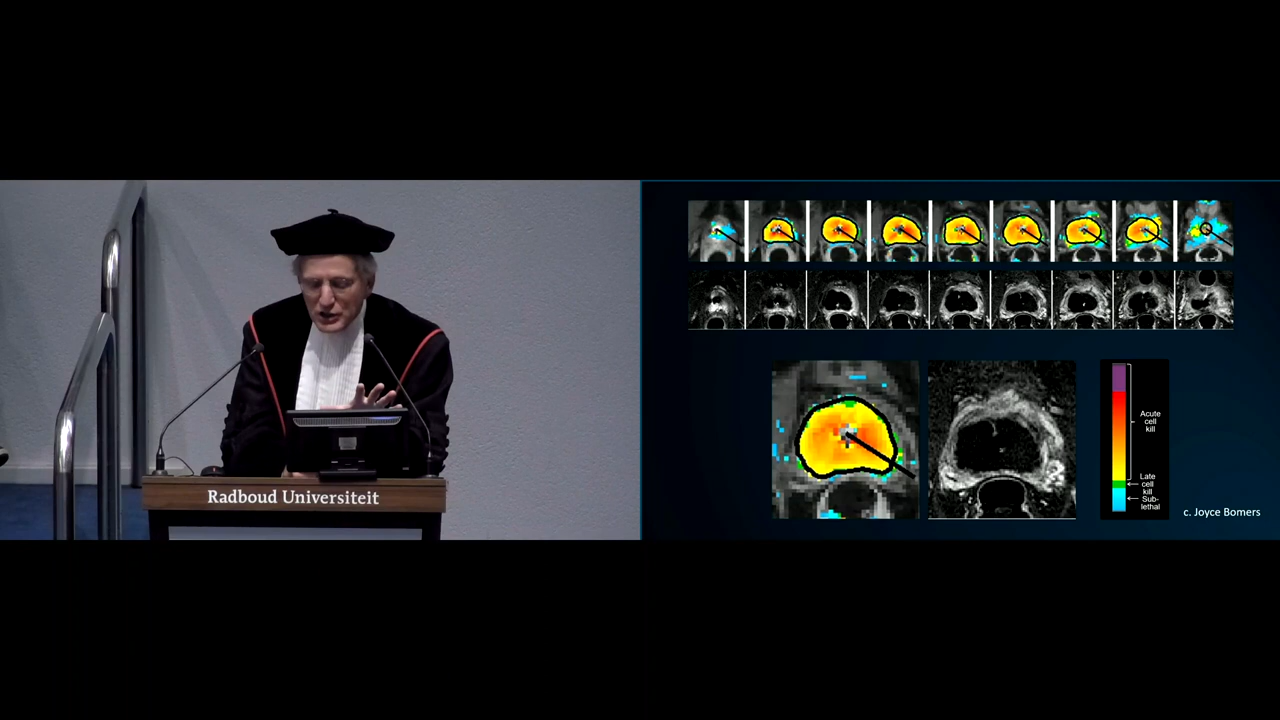 Radboud Universiteit
Acute
cell
kill
Late
cell
kill
Sub-
lethal
c. Joyce Bomers